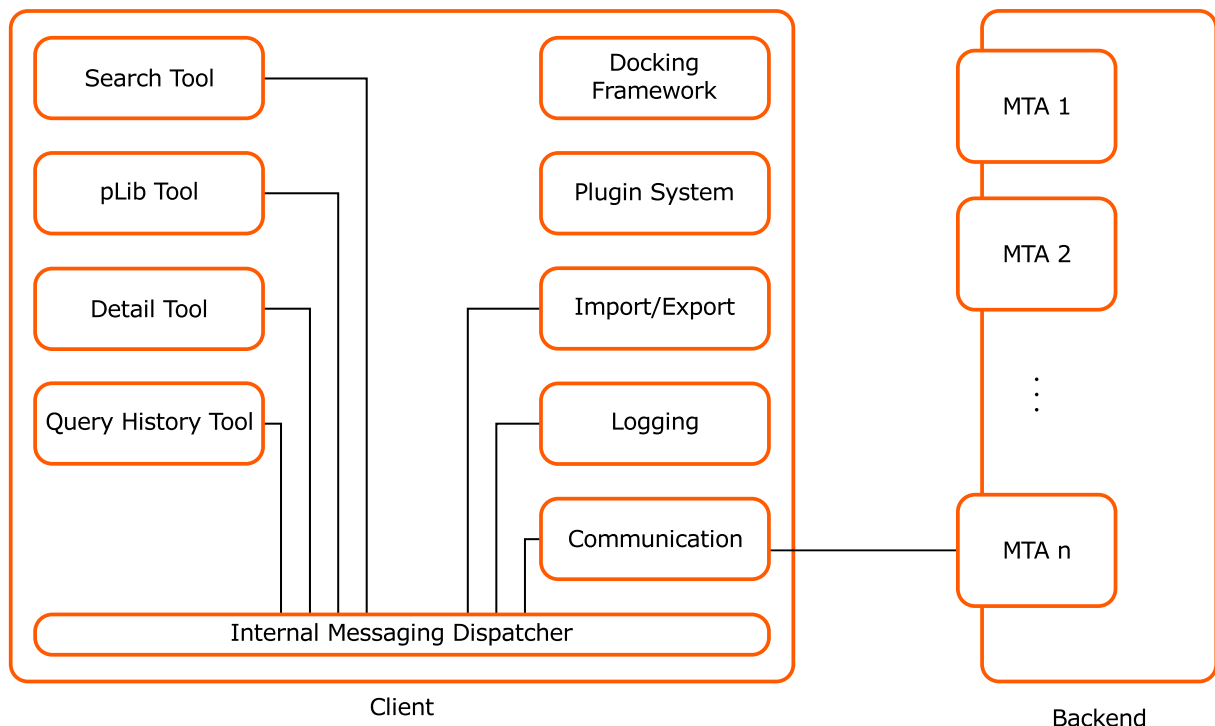 Search Tool
pLib Tool
Detail Tool
Query History Tool
Docking
Framework
Plugin System
Import/Export
Logging
Communication
Internal Messaging Dispatcher
Client
MTA 1
MTA 2
⋮
MTA n
Backend